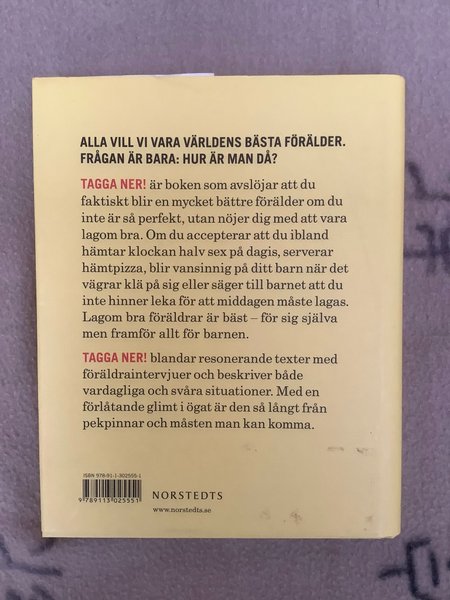 ALLA VILL VI VARA VÄRLDENS BÄSTA FÖRÄLDER.
FRÅGAN ÄR BARA: HUR ÄR MAN DÅ?
TAGGA NER! är boken som avslöjar att du
faktiskt blir en mycket bättre förälder om du
inte är så perfekt, utan nöjer dig med att vara
lagom bra. Om du accepterar att du ibland
hämtar klockan halv sex på dagis, serverar
hämtpizza, blir vansinnig på ditt barn när det
vägrar klä på sig eller säger till barnet att du
inte hinner leka för att middagen måste lagas.
Lagom bra föräldrar är bäst – för sig själva
men framför allt för barnen.
TAGGA NER! blandar resonerande texter med
föräldraintervjuer och beskriver både
vardagliga och svåra situationer. Med en
förlåtande glimt i ögat är den så långt från
pekpinnar och måsten man kan komma.
ISBN 978-91-1-302555-1
9 789113 025551
NORSTEDTS
www.norstedts.se